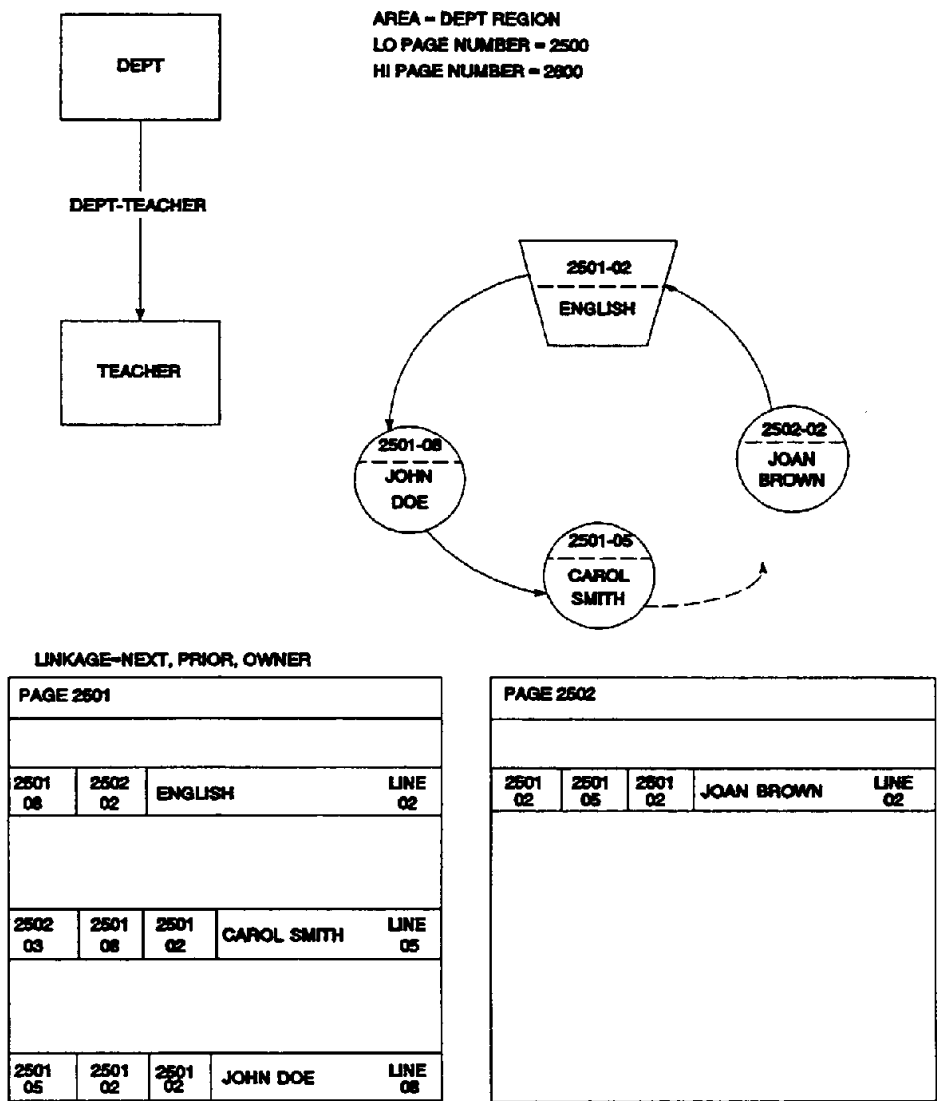 AREA = DEPT REGION
LO PAGE NUMBER = 2500
HI PAGE NUMBER = 2600
DEPT
DEPT-TEACHER
TEACHER
2501-02
ENGLISH
2501-08
JOHN
DOE
2501-05
CAROL
SMITH
2502-02
JOAN
BROWN
LINKAGE=NEXT, PRIOR, OWNER
PAGE 2501
2501 2502 ENGLISH LINE
08 02 02
2502 2501 2501 CAROL SMITH LINE
03 08 02 05
2501 2501 2501 JOHN DOE LINE
05 02 02 08
PAGE 2502
2501 2501 2501 JOAN BROWN LINE
02 05 02 02